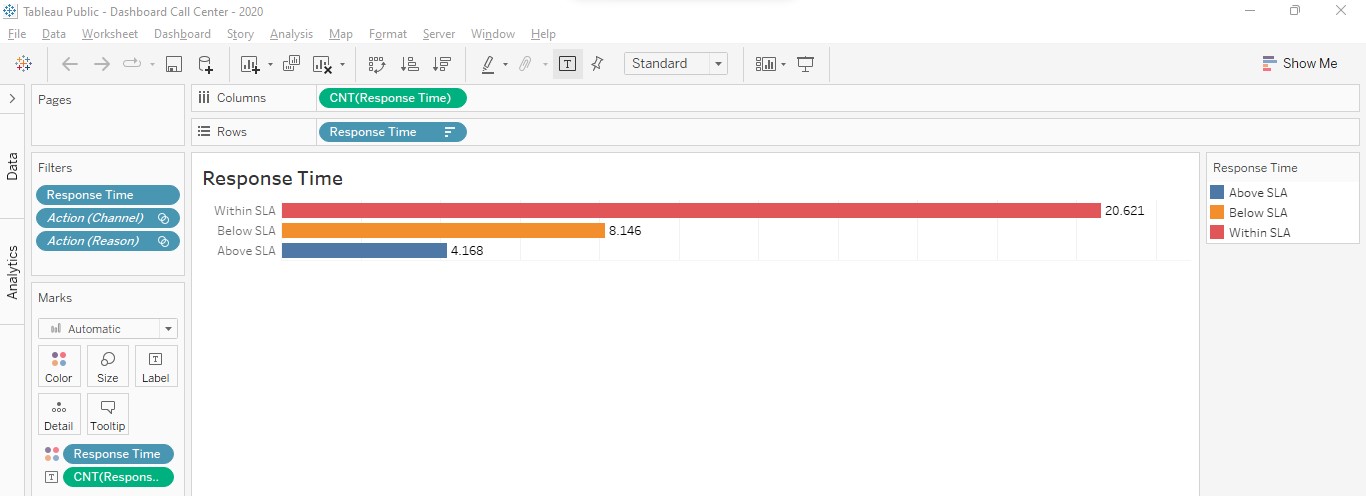 Tableau Public - Dashboard Call Center - 2020
File Data Worksheet Dashboard Story Analysis Map Format Server Window Help
Standard
Show Me
Data
Analytics
Pages
Filters
Response Time
Action (Channel)
Action (Reason)
Marks
Automatic
Color Size Label
Detail Tooltip
Response Time
CNT(Respons..
Columns CNT(Response Time)
Rows Response Time
Response Time
Within SLA 20.621
Below SLA 8.146
Above SLA 4.168
Response Time
Above SLA
Below SLA
Within SLA